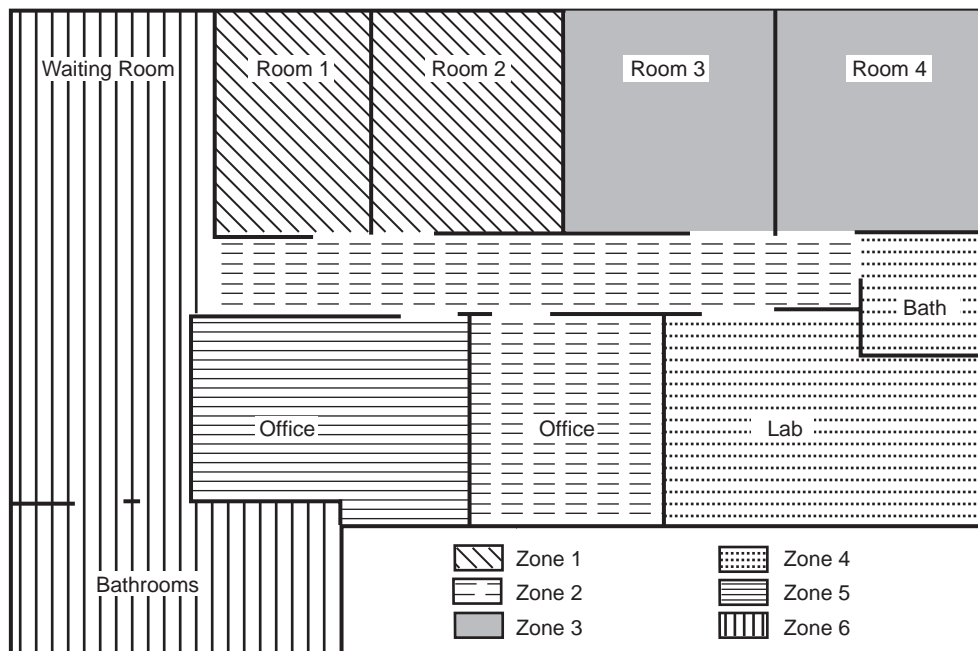 Waiting Room
Room 1
Room 2
Room 3
Room 4
Bath
Office
Office
Lab
Bathrooms
Zone 1
Zone 2
Zone 3
Zone 4
Zone 5
Zone 6